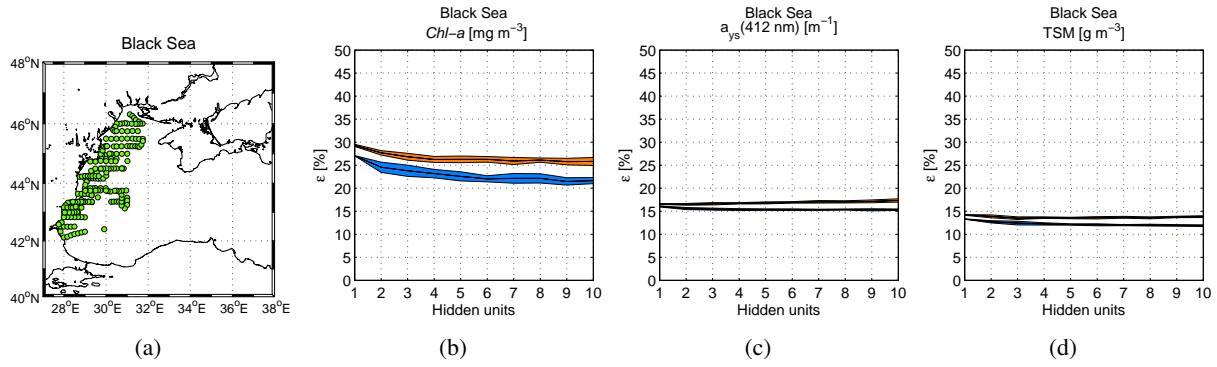 Black Sea
48°N
46°N
44°N
42°N
40°N
28°E 30°E 32°E 34°E 36°E 38°E
(a)
Black Sea
Chl−a [mg m−3]
50
45
40
35
30
25
20
15
10
5
0
ε [%]
1 2 3 4 5 6 7 8 9 10
Hidden units
(b)
Black Sea
ays(412 nm) [m−1]
50
45
40
35
30
25
20
15
10
5
0
ε [%]
1 2 3 4 5 6 7 8 9 10
Hidden units
(c)
Black Sea
TSM [g m−3]
50
45
40
35
30
25
20
15
10
5
0
ε [%]
1 2 3 4 5 6 7 8 9 10
Hidden units
(d)